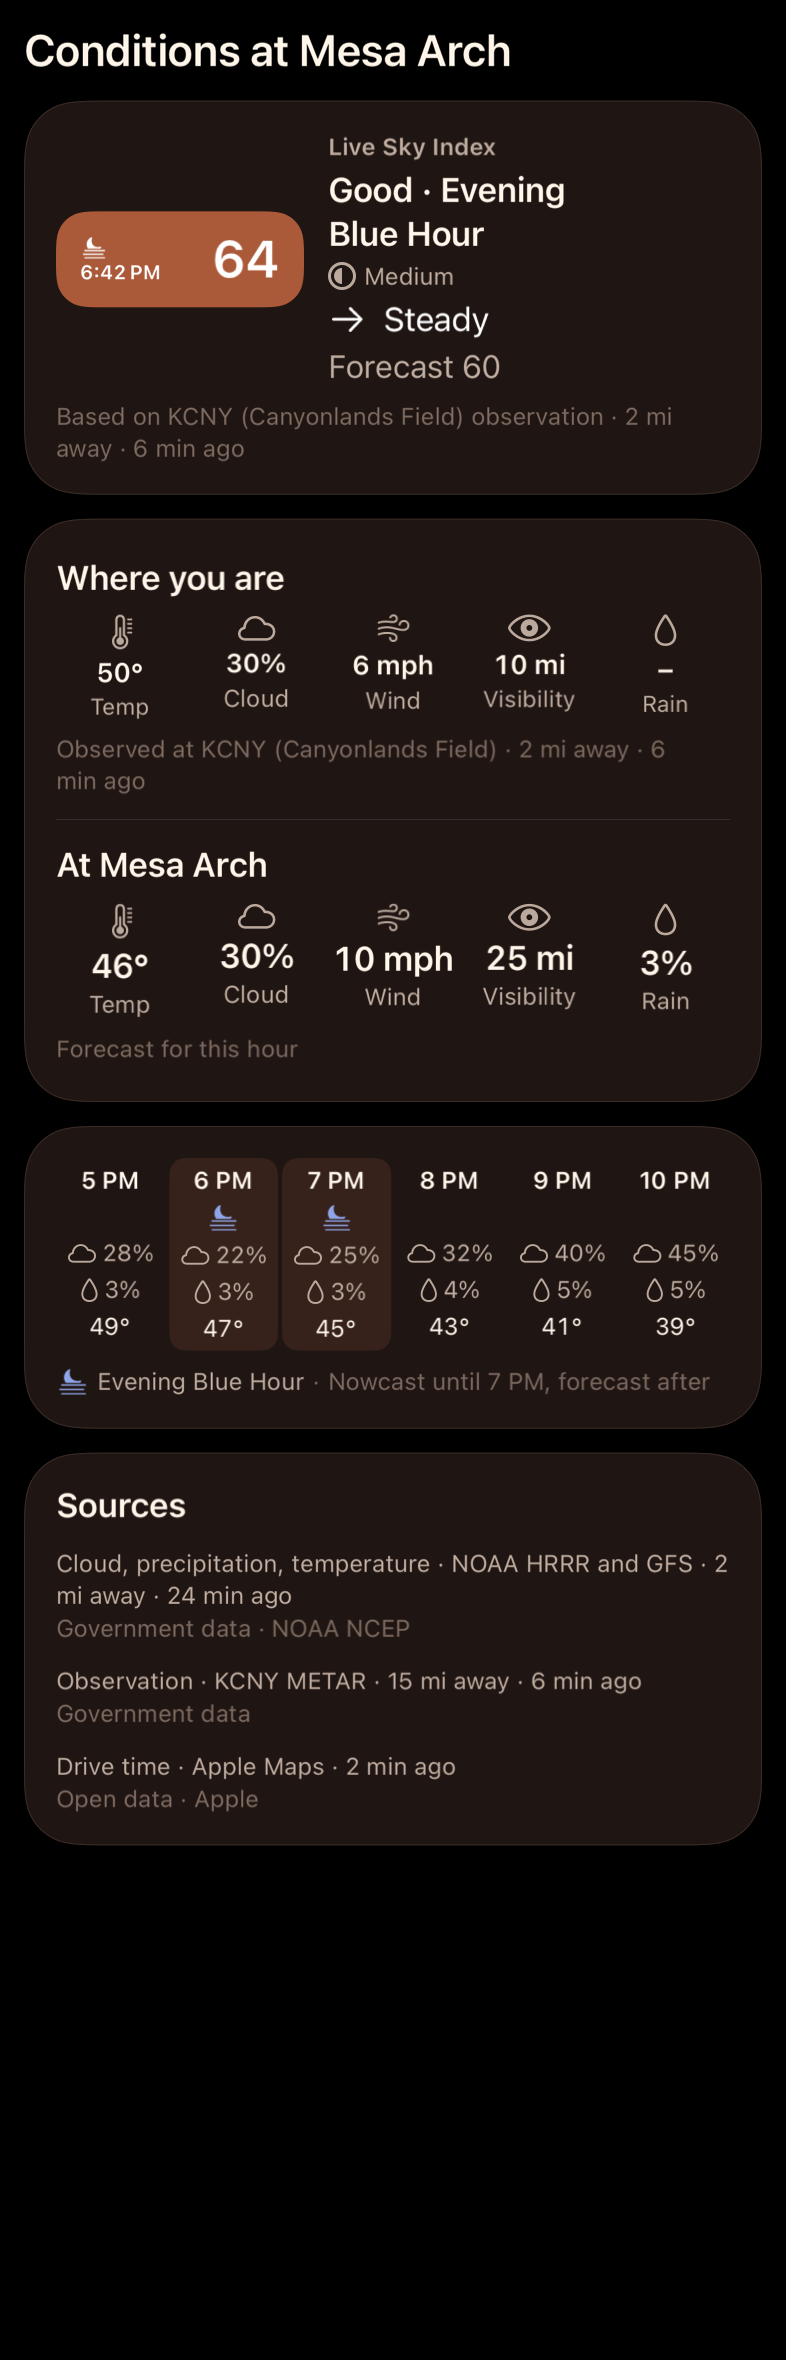 Conditions at Mesa Arch
Live Sky Index
Good · Evening
Blue Hour
Medium
→ Steady
Forecast 60
6:42 PM
64
Based on KCNY (Canyonlands Field) observation · 2 mi
away · 6 min ago
Where you are
50° 30% 6 mph 10 mi –
Temp Cloud Wind Visibility Rain
Observed at KCNY (Canyonlands Field) · 2 mi away · 6
min ago
At Mesa Arch
46° 30% 10 mph 25 mi 3%
Temp Cloud Wind Visibility Rain
Forecast for this hour
5 PM 6 PM 7 PM 8 PM 9 PM 10 PM
28% 22% 25% 32% 40% 45%
3% 3% 3% 4% 5% 5%
49° 47° 45° 43° 41° 39°
Evening Blue Hour · Nowcast until 7 PM, forecast after
Sources
Cloud, precipitation, temperature · NOAA HRRR and GFS · 2
mi away · 24 min ago
Government data · NOAA NCEP
Observation · KCNY METAR · 15 mi away · 6 min ago
Government data
Drive time · Apple Maps · 2 min ago
Open data · Apple